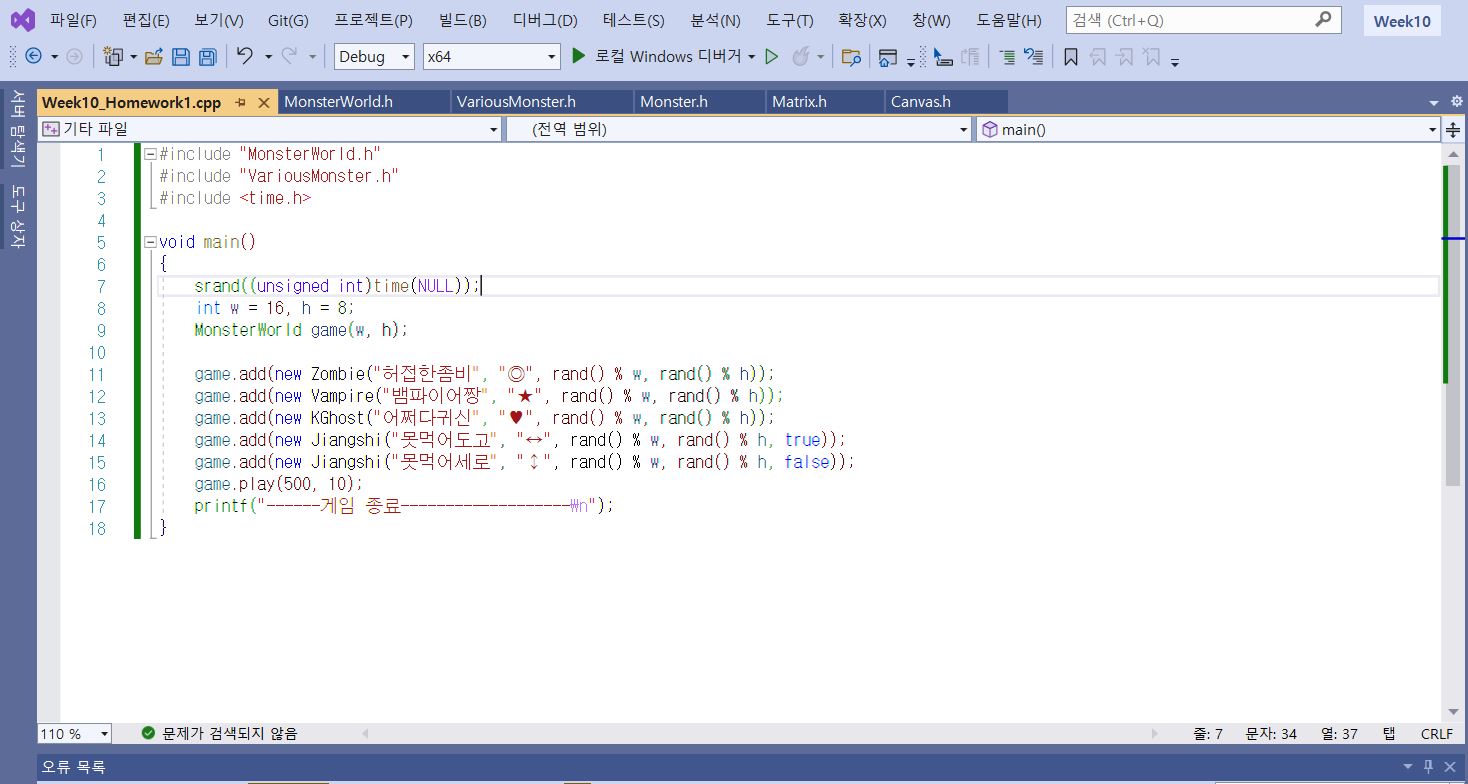 파일(F) 편집(E) 보기(V) Git(G) 프로젝트(P) 빌드(B) 디버그(D) 테스트(S) 분석(N) 도구(T) 확장(X) 창(W) 도움말(H) 검색 (Ctrl+Q) Week10
Debug x64 로컬 Windows 디버거
서버 탐색기
도구 상자
Week10_Homework1.cpp MonsterWorld.h VariousMonster.h Monster.h Matrix.h Canvas.h
기타 파일 (전역 범위) main()
1 #include "MonsterWorld.h"
2 #include "VariousMonster.h"
3 #include <time.h>
4
5 void main()
6 {
7 srand((unsigned int)time(NULL));
8 int w = 16, h = 8;
9 MonsterWorld game(w, h);
10
11 game.add(new Zombie("허접한좀비", "◎", rand() % w, rand() % h));
12 game.add(new Vampire("뱀파이어짱", "★", rand() % w, rand() % h));
13 game.add(new KGhost("어쩌다귀신", "♥", rand() % w, rand() % h));
14 game.add(new Jiangshi("못먹어도고", "↔", rand() % w, rand() % h, true));
15 game.add(new Jiangshi("못먹어세로", "↕", rand() % w, rand() % h, false));
16 game.play(500, 10);
17 printf("------게임 종료-------------------₩n");
18 }
110 % 문제가 검색되지 않음 줄: 7 문자: 34 열: 37 탭 CRLF
오류 목록